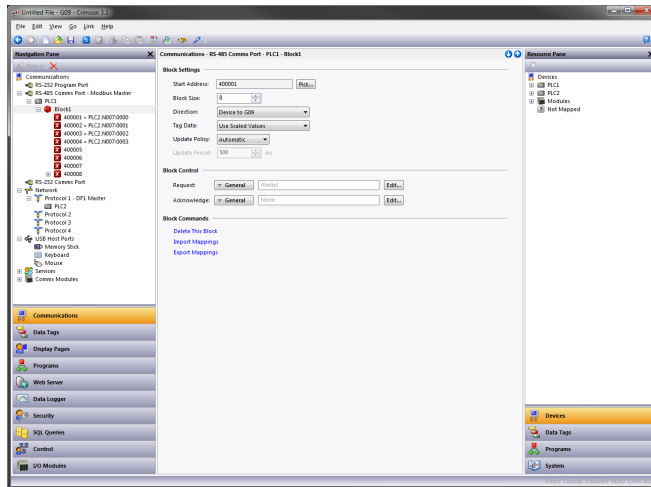 Untitled File - G09 - Crimson 3.1
File Edit View Go Link Help
Navigation Pane
Communications
RS-232 Program Port
RS-485 Comms Port - Modbus Master
PLC1
Block1
400001 = PLC2.N007:0000
400002 = PLC2.N007:0001
400003 = PLC2.N007:0002
400004 = PLC2.N007:0003
400005
400006
400007
400008
RS-232 Comms Port
Network
Protocol 1 - DF1 Master
PLC2
Protocol 2
Protocol 3
Protocol 4
USB Host Ports
Memory Stick
Keyboard
Mouse
Services
Comms Modules
Communications
Data Tags
Display Pages
Programs
Web Server
Data Logger
Security
SQL Queries
Control
I/O Modules
Communications - RS-485 Comms Port - PLC1 - Block1
Block Settings
Start Address: 400001 Pick...
Block Size: 8
Direction: Device to G09
Tag Data: Use Scaled Values
Update Policy: Automatic
Update Period: 500 ms
Block Control
Request: General Always Edit...
Acknowledge: General None Edit...
Block Commands
Delete This Block
Import Mappings
Export Mappings
Resource Pane
Devices
PLC1
PLC2
Modules
Not Mapped
Devices
Data Tags
Programs
System
Errors Circular Translate READ CAPS